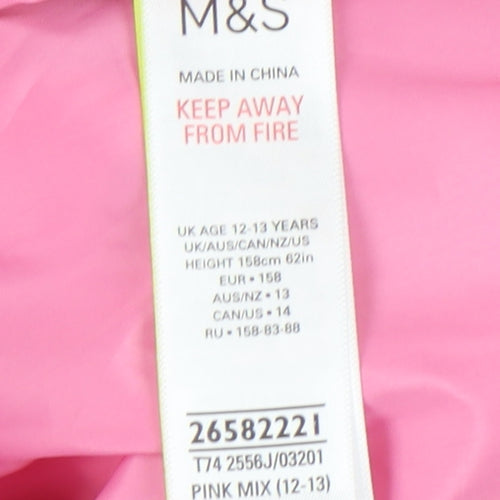 M&S
MADE IN CHINA
KEEP AWAY
FROM FIRE
UK AGE 12-13 YEARS
UK/AUS/CAN/NZ/US
HEIGHT 158cm 62in
EUR • 158
AUS/NZ • 13
CAN/US • 14
RU • 158-83-88
26582221
T74 2556J/03201
PINK MIX (12-13)